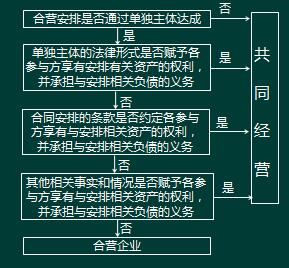 合营安排是否通过单独主体达成
否
是
单独主体的法律形式是否赋予各
参与方享有安排有关资产的权利，
并承担与安排相关负债的义务
是
否
合同安排的条款是否约定各参与
方享有与安排相关资产的权利，
并承担与安排相关负债的义务
是
否
其他相关事实和情况是否赋予各参
与方享有与安排相关资产的权利，
并承担与安排相关负债的义务
是
否
合营企业
共
同
经
营